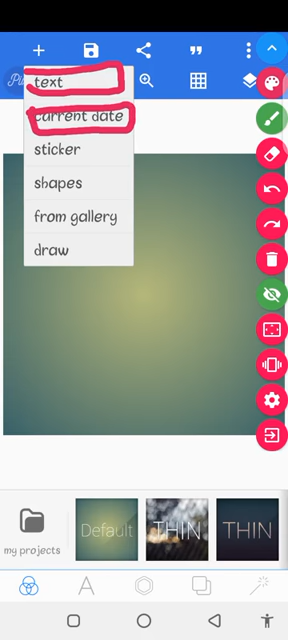 text
current date
sticker
shapes
from gallery
draw
my projects
Default
THIN
THIN
A